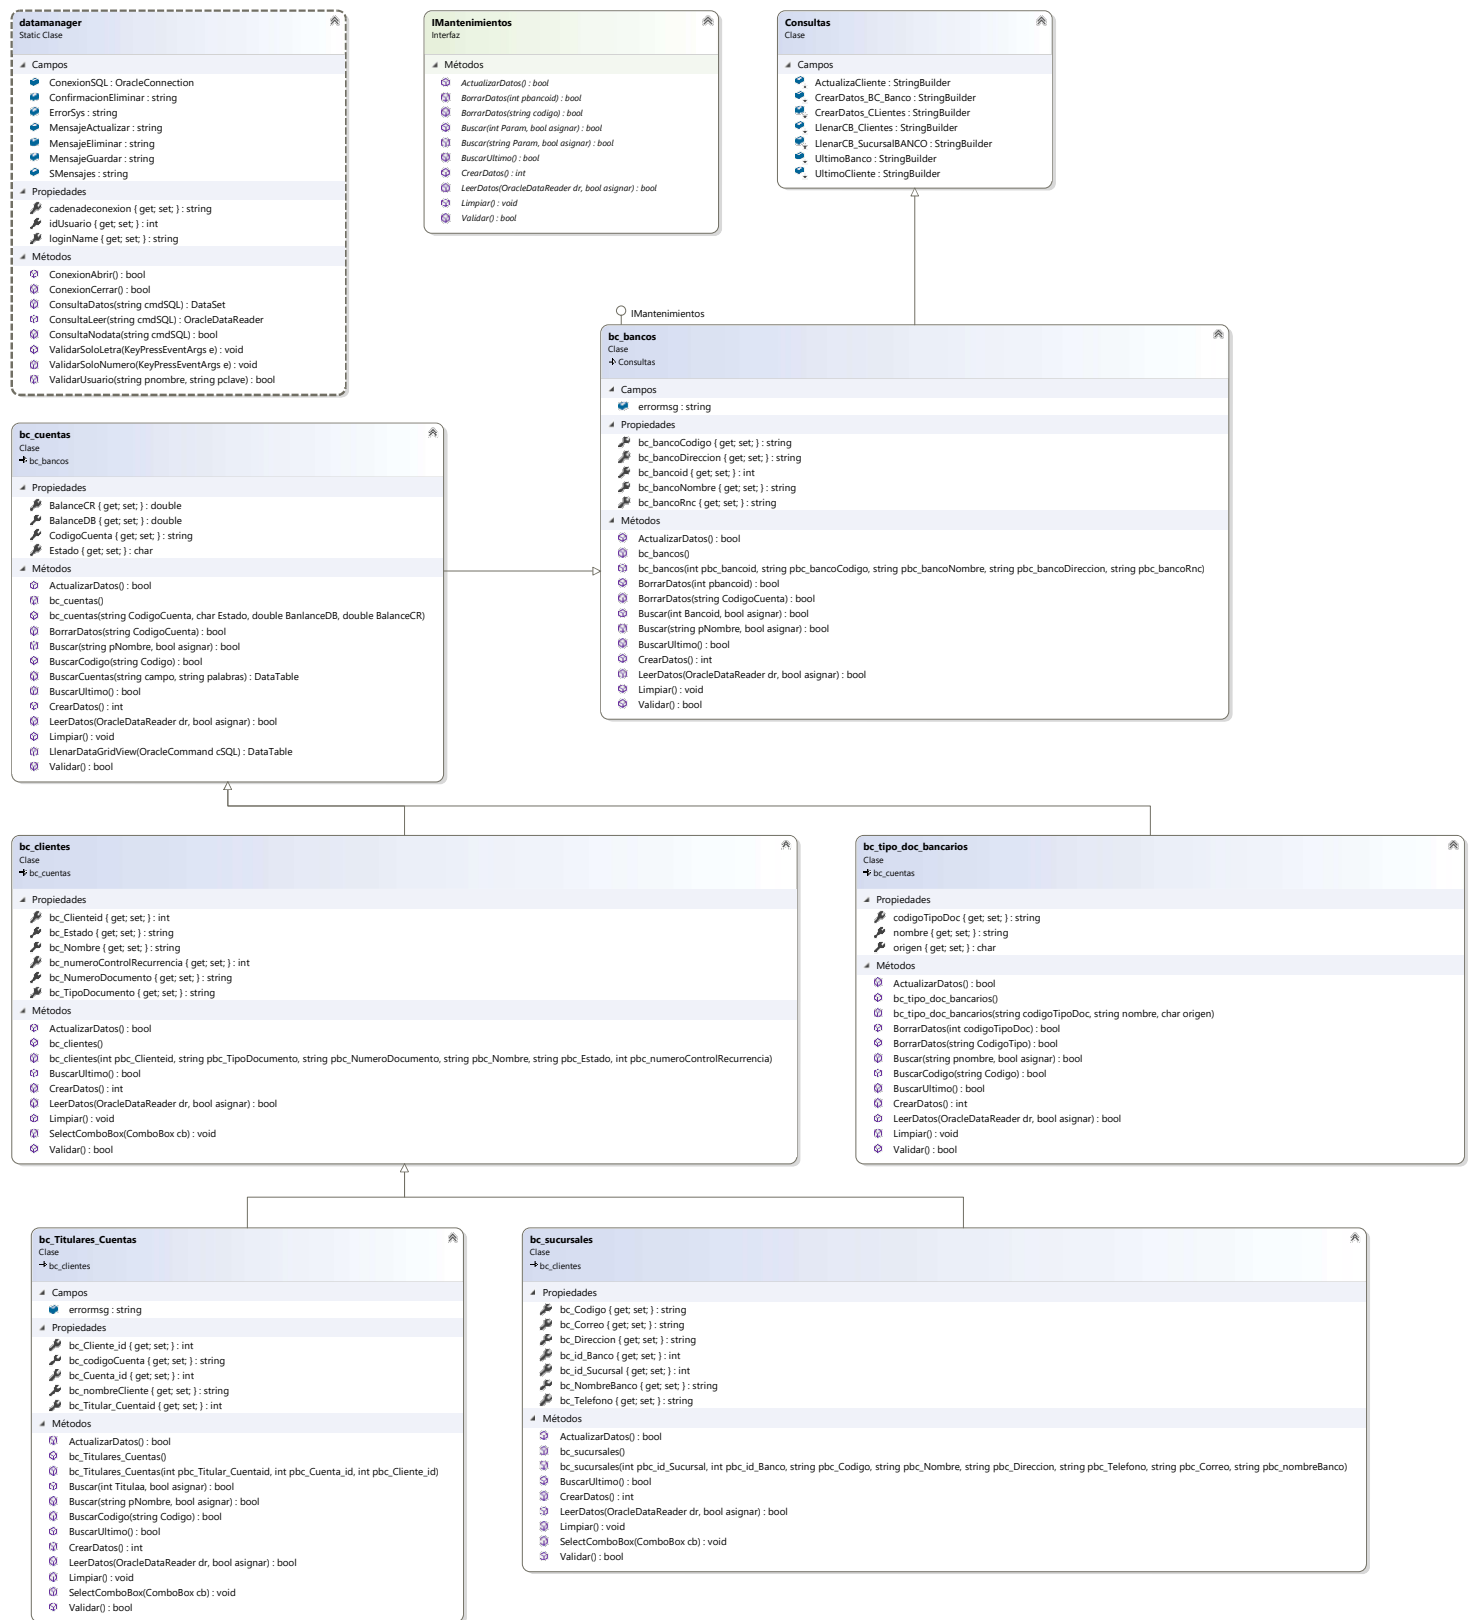 datamanager
Static Clase
Campos
ConexionSQL : OracleConnection
ConfirmacionEliminar : string
ErrorSys : string
MensajeActualizar : string
MensajeEliminar : string
MensajeGuardar : string
SMensajes : string
Propiedades
cadenadeconexion { get; set; } : string
idUsuario { get; set; } : int
loginName { get; set; } : string
Métodos
ConexionAbrir() : bool
ConexionCerrar() : bool
ConsultaDatos(string cmdSQL) : DataSet
ConsultaLeer(string cmdSQL) : OracleDataReader
ConsultaNodata(string cmdSQL) : bool
ValidarSoloLetra(KeyPressEventArgs e) : void
ValidarSoloNumero(KeyPressEventArgs e) : void
ValidarUsuario(string pnombre, string pclave) : bool
IMantenimientos
Interfaz
Métodos
ActualizarDatos() : bool
BorrarDatos(int pbancoid) : bool
BorrarDatos(string codigo) : bool
Buscar(int Param, bool asignar) : bool
Buscar(string Param, bool asignar) : bool
BuscarUltimo() : bool
CrearDatos() : int
LeerDatos(OracleDataReader dr, bool asignar) : bool
Limpiar() : void
Validar() : bool
Consultas
Clase
Campos
ActualizaCliente : StringBuilder
CrearDatos_BC_Banco : StringBuilder
CrearDatos_CLientes : StringBuilder
LlenarCB_Clientes : StringBuilder
LlenarCB_SucursalBANCO : StringBuilder
UltimoBanco : StringBuilder
UltimoCliente : StringBuilder
IMantenimientos
bc_bancos
Clase
Consultas
Campos
errormsg : string
Propiedades
bc_bancoCodigo { get; set; } : string
bc_bancoDireccion { get; set; } : string
bc_bancoid { get; set; } : int
bc_bancoNombre { get; set; } : string
bc_bancoRnc { get; set; } : string
Métodos
ActualizarDatos() : bool
bc_bancos()
bc_bancos(int pbc_bancoid, string pbc_bancoCodigo, string pbc_bancoNombre, string pbc_bancoDireccion, string pbc_bancoRnc)
BorrarDatos(int pbancoid) : bool
BorrarDatos(string CodigoCuenta) : bool
Buscar(int Bancoid, bool asignar) : bool
Buscar(string pNombre, bool asignar) : bool
BuscarUltimo() : bool
CrearDatos() : int
LeerDatos(OracleDataReader dr, bool asignar) : bool
Limpiar() : void
Validar() : bool
bc_cuentas
Clase
bc_bancos
Propiedades
BalanceCR { get; set; } : double
BalanceDB { get; set; } : double
CodigoCuenta { get; set; } : string
Estado { get; set; } : char
Métodos
ActualizarDatos() : bool
bc_cuentas()
bc_cuentas(string CodigoCuenta, char Estado, double BanlanceDB, double BalanceCR)
BorrarDatos(string CodigoCuenta) : bool
Buscar(string pNombre, bool asignar) : bool
BuscarCodigo(string Codigo) : bool
BuscarCuentas(string campo, string palabras) : DataTable
BuscarUltimo() : bool
CrearDatos() : int
LeerDatos(OracleDataReader dr, bool asignar) : bool
Limpiar() : void
LlenarDataGridView(OracleCommand cSQL) : DataTable
Validar() : bool
bc_clientes
Clase
bc_cuentas
Propiedades
bc_Clienteid { get; set; } : int
bc_Estado { get; set; } : string
bc_Nombre { get; set; } : string
bc_numeroControlRecurrencia { get; set; } : int
bc_NumeroDocumento { get; set; } : string
bc_TipoDocumento { get; set; } : string
Métodos
ActualizarDatos() : bool
bc_clientes()
bc_clientes(int pbc_Clienteid, string pbc_TipoDocumento, string pbc_NumeroDocumento, string pbc_Nombre, string pbc_Estado, int pbc_numeroControlRecurrencia)
BuscarUltimo() : bool
CrearDatos() : int
LeerDatos(OracleDataReader dr, bool asignar) : bool
Limpiar() : void
SelectComboBox(ComboBox cb) : void
Validar() : bool
bc_tipo_doc_bancarios
Clase
bc_cuentas
Propiedades
codigoTipoDoc { get; set; } : string
nombre { get; set; } : string
origen { get; set; } : char
Métodos
ActualizarDatos() : bool
bc_tipo_doc_bancarios()
bc_tipo_doc_bancarios(string codigoTipoDoc, string nombre, char origen)
BorrarDatos(int codigoTipoDoc) : bool
BorrarDatos(string CodigoTipo) : bool
Buscar(string pnombre, bool asignar) : bool
BuscarCodigo(string Codigo) : bool
BuscarUltimo() : bool
CrearDatos() : int
LeerDatos(OracleDataReader dr, bool asignar) : bool
Limpiar() : void
Validar() : bool
bc_Titulares_Cuentas
Clase
bc_clientes
Campos
errormsg : string
Propiedades
bc_Cliente_id { get; set; } : int
bc_codigoCuenta { get; set; } : string
bc_Cuenta_id { get; set; } : int
bc_nombreCliente { get; set; } : string
bc_Titular_Cuentaid { get; set; } : int
Métodos
ActualizarDatos() : bool
bc_Titulares_Cuentas()
bc_Titulares_Cuentas(int pbc_Titular_Cuentaid, int pbc_Cuenta_id, int pbc_Cliente_id)
Buscar(int Titulaa, bool asignar) : bool
Buscar(string pNombre, bool asignar) : bool
BuscarCodigo(string Codigo) : bool
BuscarUltimo() : bool
CrearDatos() : int
LeerDatos(OracleDataReader dr, bool asignar) : bool
Limpiar() : void
SelectComboBox(ComboBox cb) : void
Validar() : bool
bc_sucursales
Clase
bc_clientes
Propiedades
bc_Codigo { get; set; } : string
bc_Correo { get; set; } : string
bc_Direccion { get; set; } : string
bc_id_Banco { get; set; } : int
bc_id_Sucursal { get; set; } : int
bc_NombreBanco { get; set; } : string
bc_Telefono { get; set; } : string
Métodos
ActualizarDatos() : bool
bc_sucursales()
bc_sucursales(int pbc_id_Sucursal, int pbc_id_Banco, string pbc_Codigo, string pbc_Nombre, string pbc_Direccion, string pbc_Telefono, string pbc_Correo, string pbc_nombreBanco)
BuscarUltimo() : bool
CrearDatos() : int
LeerDatos(OracleDataReader dr, bool asignar) : bool
Limpiar() : void
SelectComboBox(ComboBox cb) : void
Validar() : bool